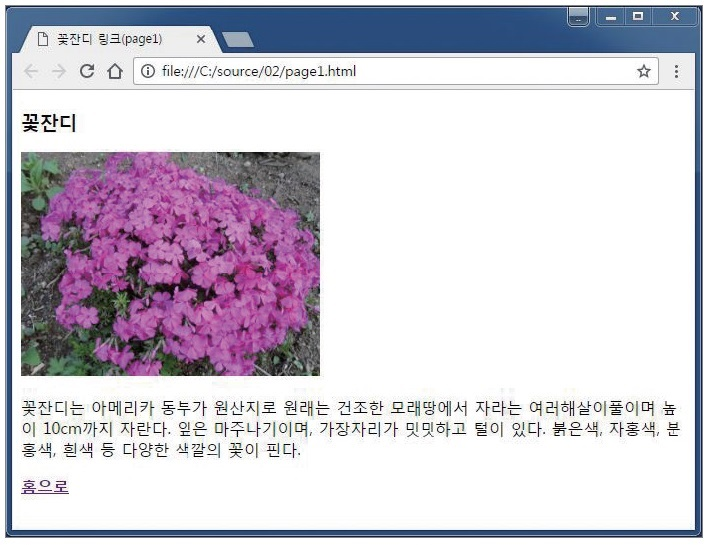 꽃잔디 링크(page1)
file:///C:/source/02/page1.html
꽃잔디
꽃잔디는 아메리카 동부가 원산지로 원래는 건조한 모래땅에서 자라는 여러해살이풀이며 높
이 10cm까지 자란다. 잎은 마주나기이며, 가장자리가 밋밋하고 털이 있다. 붉은색, 자홍색, 분
홍색, 흰색 등 다양한 색깔의 꽃이 핀다.
홈으로